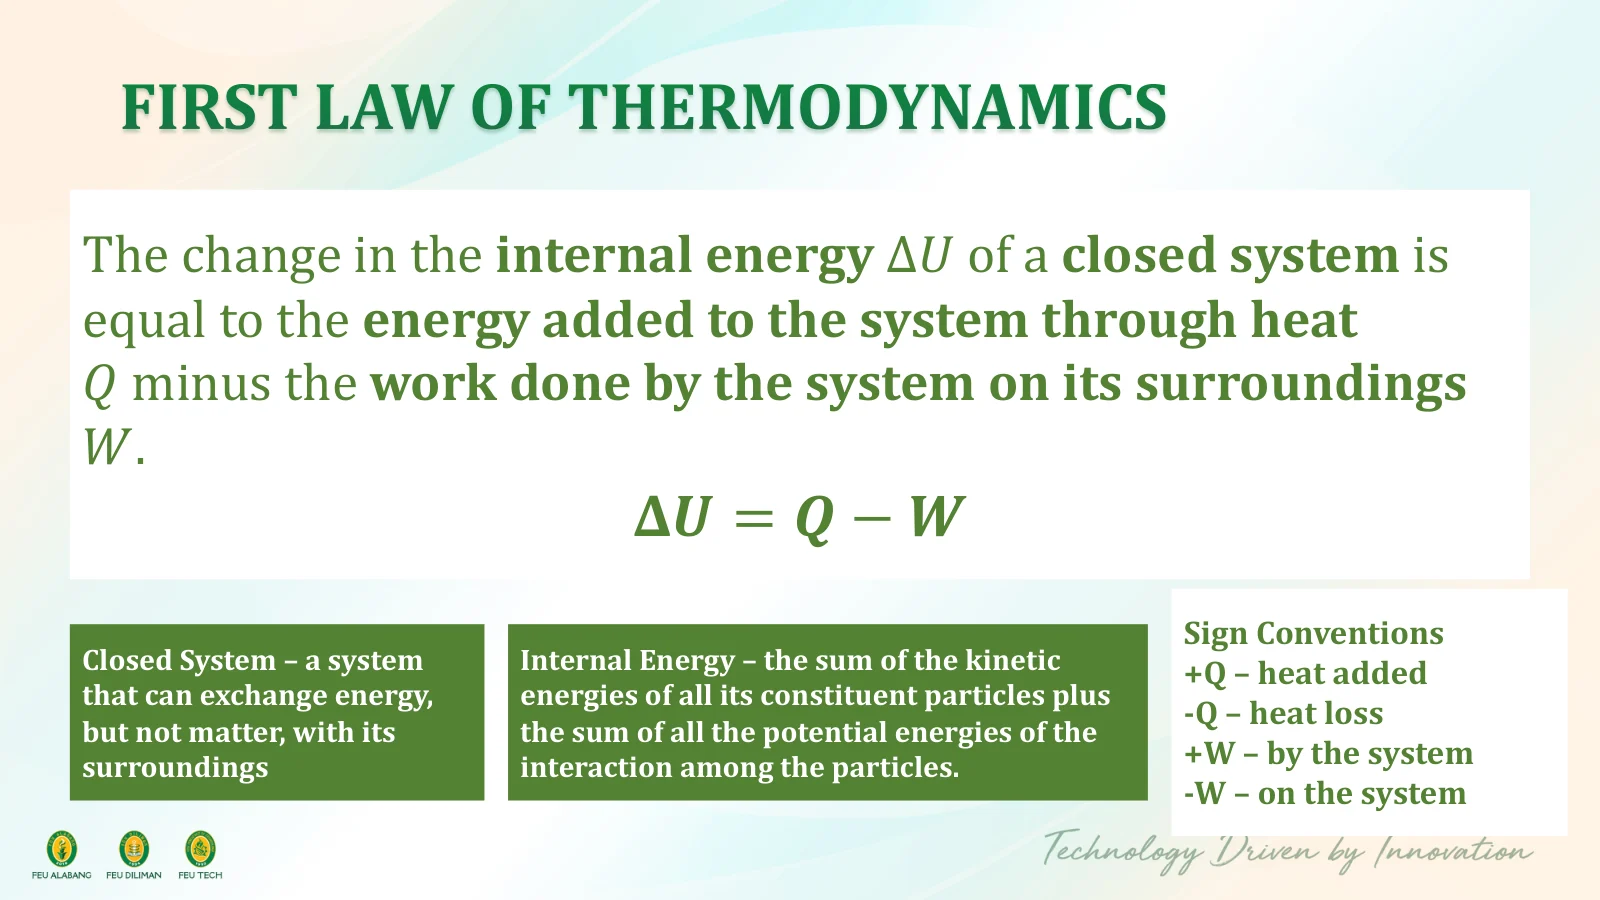 FIRST LAW OF THERMODYNAMICS
The change in the internal energy Δ𝑈 of a closed system is
equal to the energy added to the system through heat
𝑄 minus the work done by the system on its surroundings
𝑊.
Δ𝑼 = 𝑸 − 𝑾
Closed System – a system
that can exchange energy,
but not matter, with its
surroundings
Internal Energy – the sum of the kinetic
energies of all its constituent particles plus
the sum of all the potential energies of the
interaction among the particles.
Sign Conventions
+Q – heat added
-Q – heat loss
+W – by the system
-W – on the system
FEU ALABANG FEU DILIMAN FEU TECH
Technology Driven by Innovation